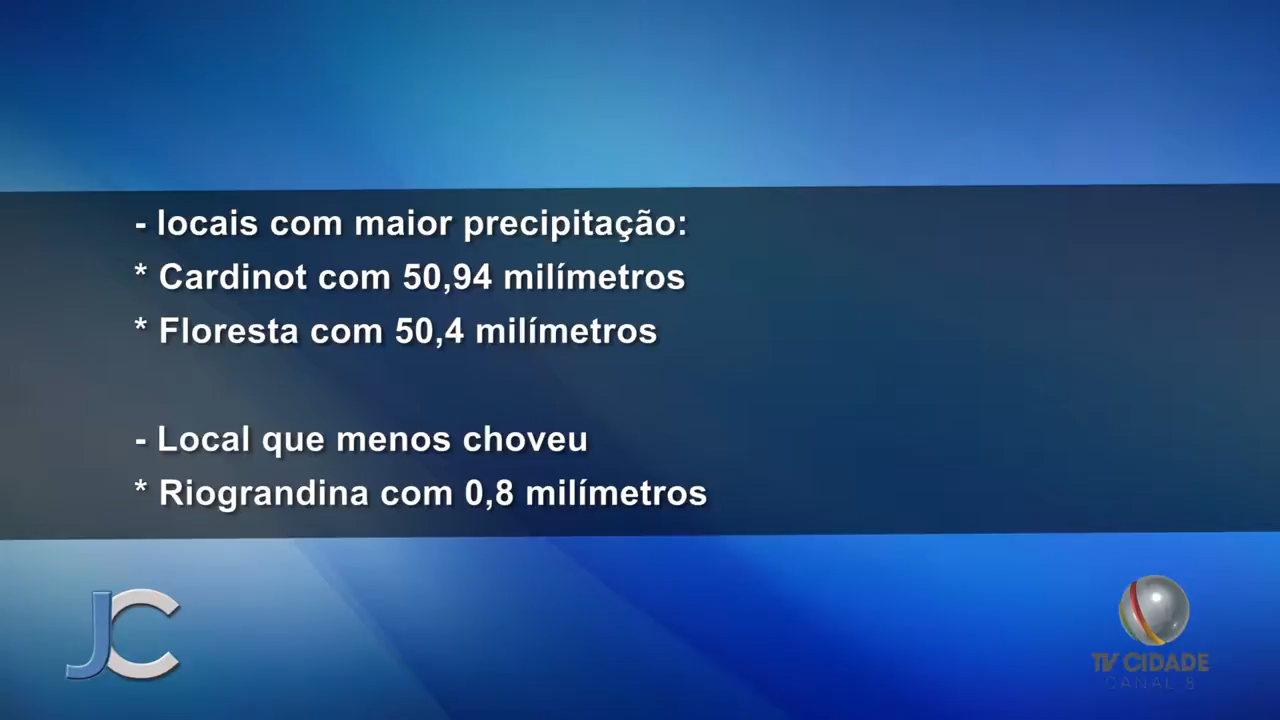 - locais com maior precipitação:
* Cardinot com 50,94 milímetros
* Floresta com 50,4 milímetros
- Local que menos choveu
* Riograndina com 0,8 milímetros
JC
TV CIDADE
CANAL 8